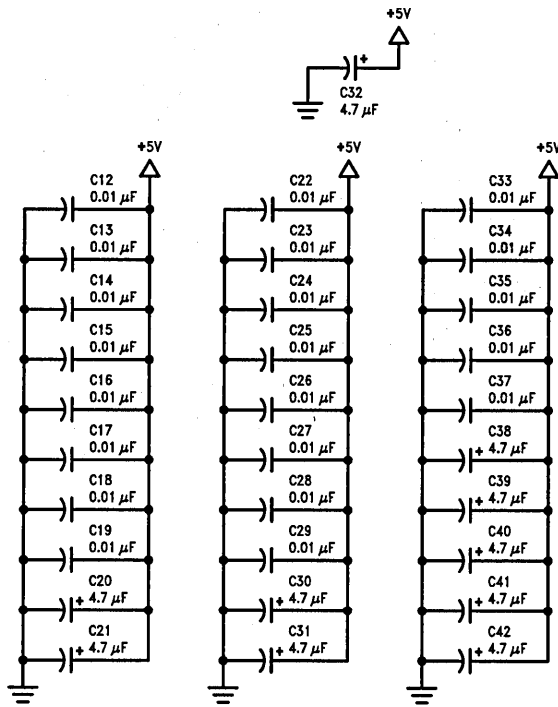 +5V
+
C32
4.7 μF
+5V
C12
0.01 μF
C13
0.01 μF
C14
0.01 μF
C15
0.01 μF
C16
0.01 μF
C17
0.01 μF
C18
0.01 μF
C19
0.01 μF
C20
+ 4.7 μF
C21
+ 4.7 μF
+5V
C22
0.01 μF
C23
0.01 μF
C24
0.01 μF
C25
0.01 μF
C26
0.01 μF
C27
0.01 μF
C28
0.01 μF
C29
0.01 μF
C30
+ 4.7 μF
C31
+ 4.7 μF
+5V
C33
0.01 μF
C34
0.01 μF
C35
0.01 μF
C36
0.01 μF
C37
0.01 μF
C38
+ 4.7 μF
C39
+ 4.7 μF
C40
+ 4.7 μF
C41
+ 4.7 μF
C42
+ 4.7 μF